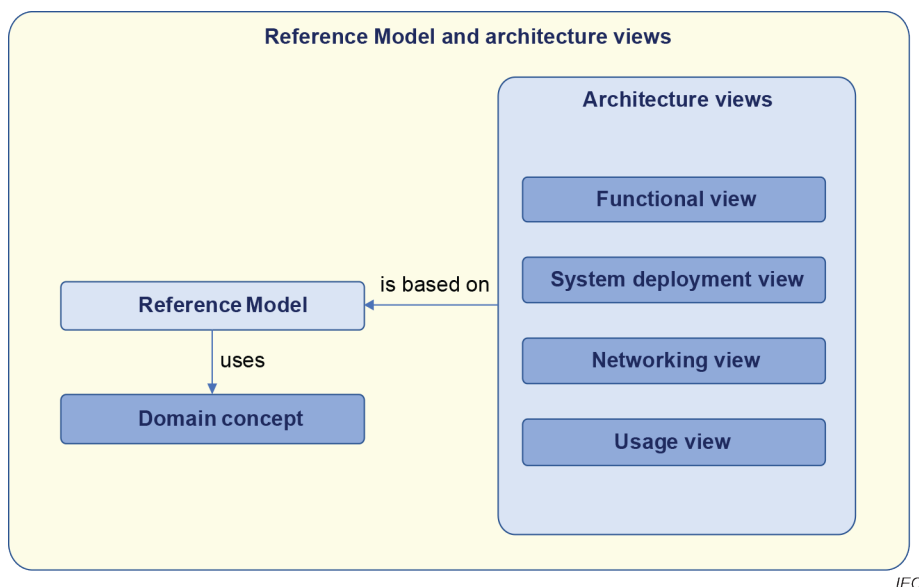 Reference Model and architecture views
Architecture views
Functional view
System deployment view
is based on
Reference Model
Networking view
uses
Domain concept
Usage view
IEC